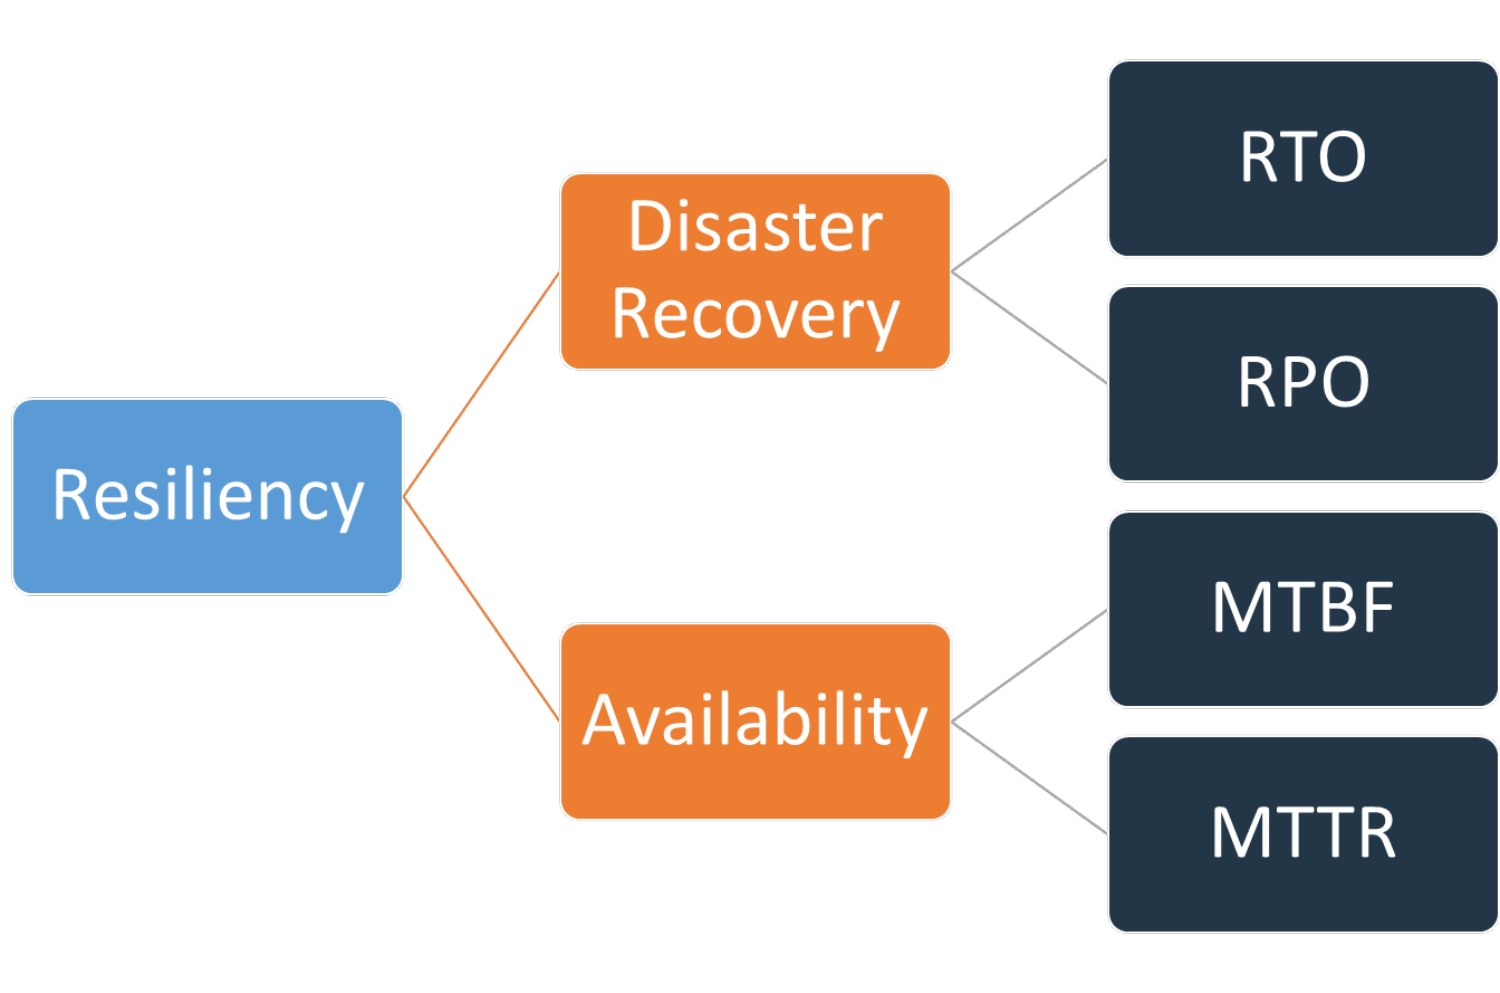 Resiliency
Disaster
Recovery
RTO
RPO
Availability
MTBF
MTTR